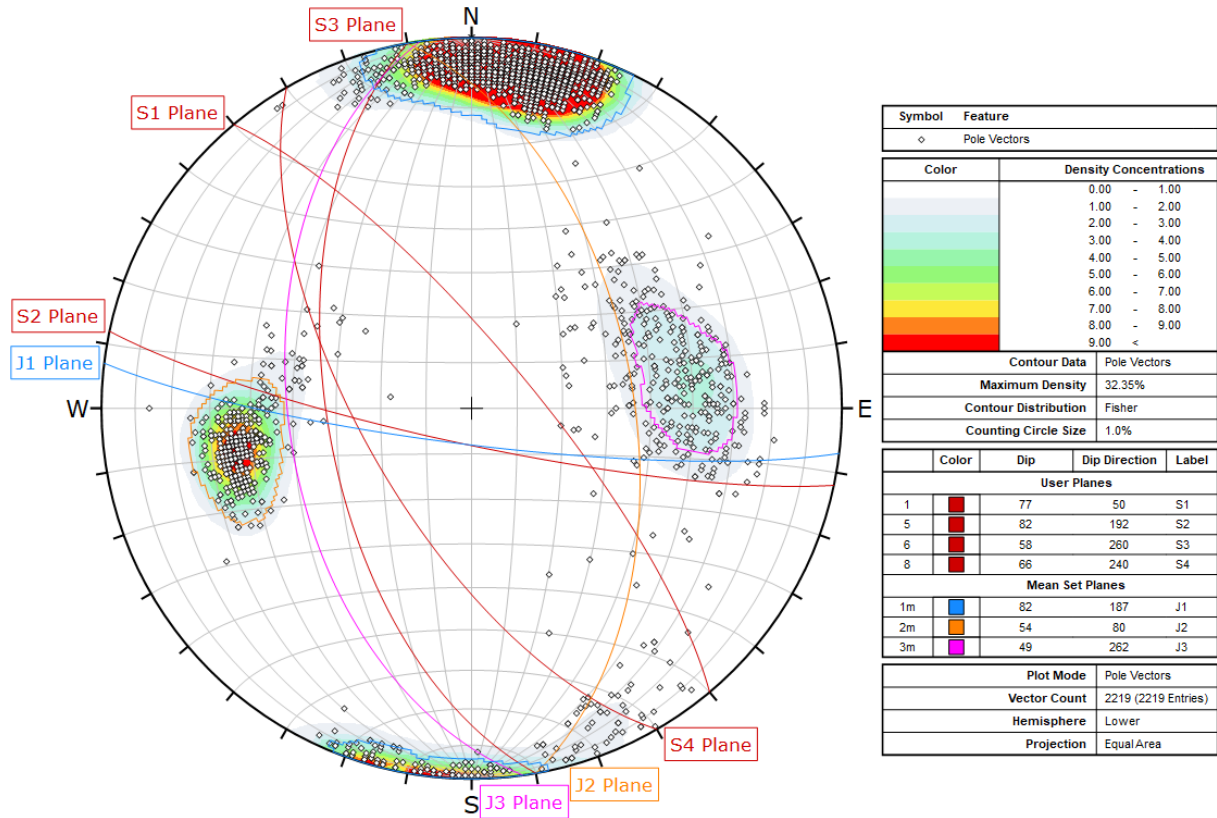 S3 Plane
N
S1 Plane
S2 Plane
J1 Plane
W
E
S4 Plane
J2 Plane
J3 Plane
S
Symbol Feature
Pole Vectors
Color Density Concentrations
0.00 - 1.00
1.00 - 2.00
2.00 - 3.00
3.00 - 4.00
4.00 - 5.00
5.00 - 6.00
6.00 - 7.00
7.00 - 8.00
8.00 - 9.00
9.00 <
Contour Data Pole Vectors
Maximum Density 32.35%
Contour Distribution Fisher
Counting Circle Size 1.0%
Color Dip Dip Direction Label
User Planes
1 77 50 S1
5 82 192 S2
6 58 260 S3
8 66 240 S4
Mean Set Planes
1m 82 187 J1
2m 54 80 J2
3m 49 262 J3
Plot Mode Pole Vectors
Vector Count 2219 (2219 Entries)
Hemisphere Lower
Projection Equal Area